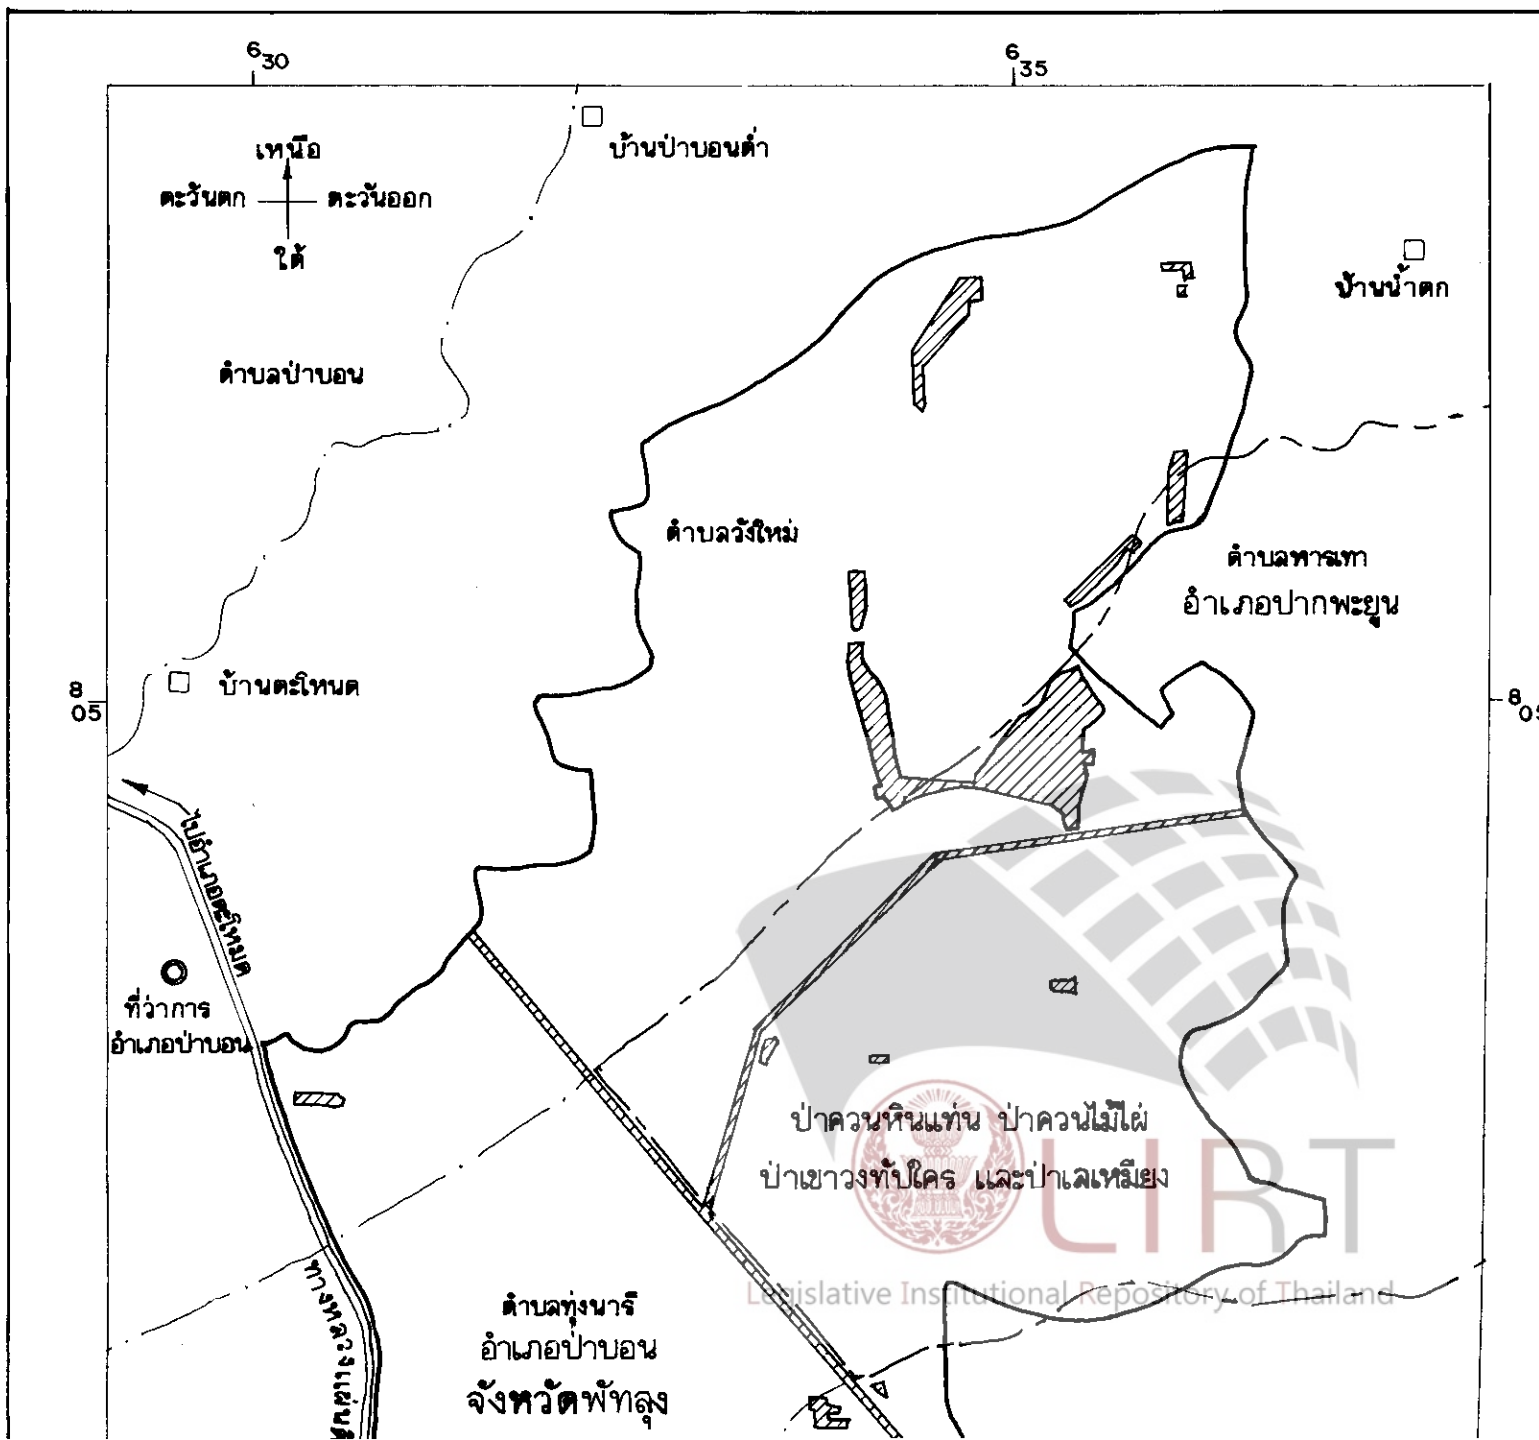 6 30
6 35
บ้านป่าบอนต่ำ
เหนือ
ตะวันตก
ตะวันออก
ใต้
บ้านน้ำตก
ตำบลป่าบอน
ตำบลวังใหม่
ตำบลหารเทา
อำเภอปากพะยูน
บ้านตะโหนด
8 05
8 05
ไปอำเภอตะโหมด
ที่ว่าการ
อำเภอป่าบอน
ป่าควนหินแท่น ป่าควนไม้ไผ่
ป่าเขาวงทับใคร และป่าเลเหมียง
LIRT
Legislative Institutional Repository of Thailand
ตำบลทุ่งนารี
อำเภอป่าบอน
จังหวัดพัทลุง
ทางหลวงแผ่น